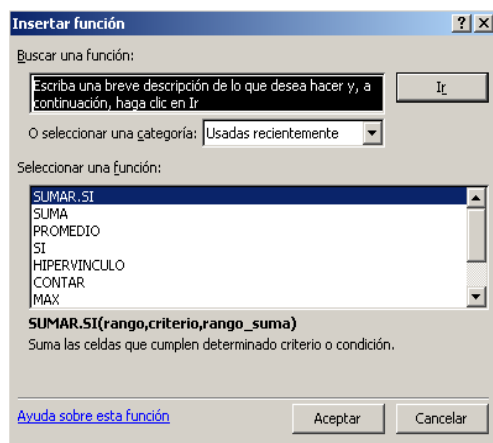 Insertar función
Buscar una función:
Escriba una breve descripción de lo que desea hacer y, a
continuación, haga clic en Ir
Ir
O seleccionar una categoría: Usadas recientemente
Seleccionar una función:
SUMAR.SI
SUMA
PROMEDIO
SI
HIPERVINCULO
CONTAR
MAX
SUMAR.SI(rango,criterio,rango_suma)
Suma las celdas que cumplen determinado criterio o condición.
Ayuda sobre esta función
Aceptar
Cancelar